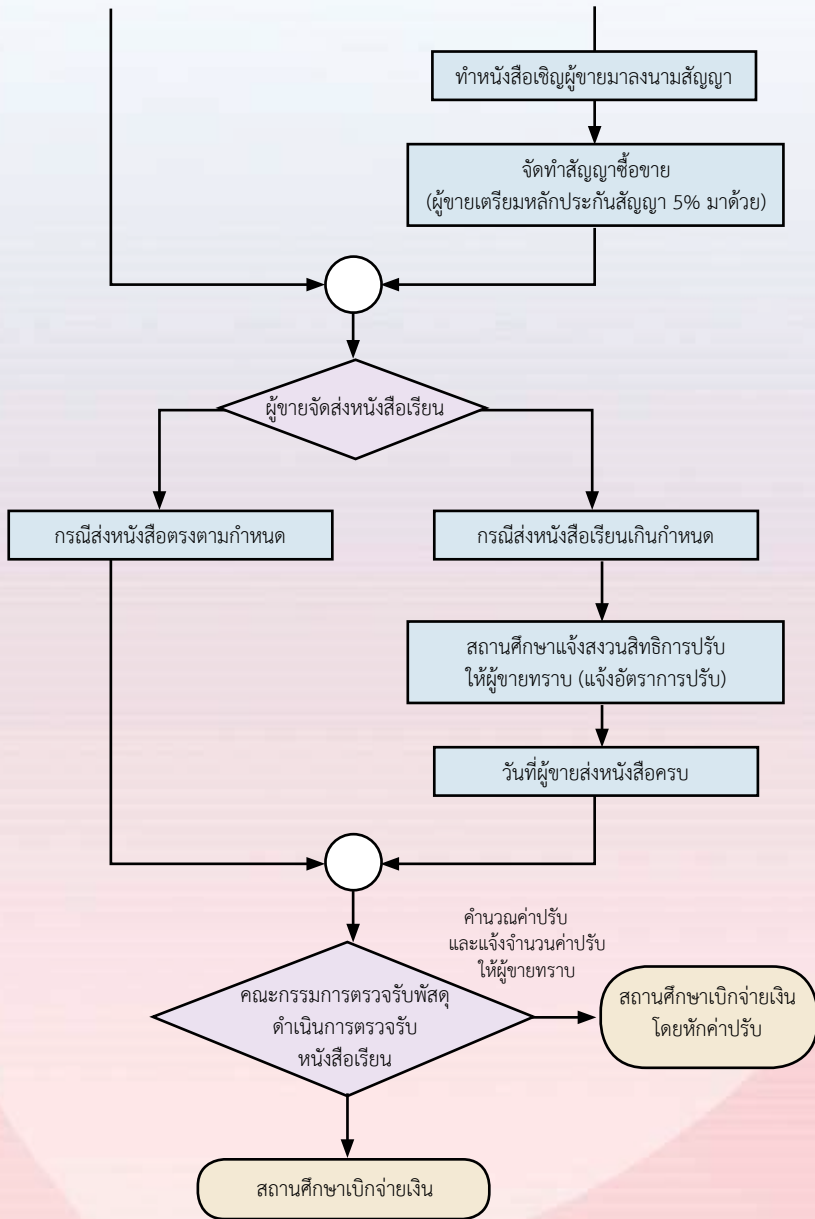 ทำหนังสือเชิญผู้ขายมาลงนามสัญญา
จัดทำสัญญาซื้อขาย
(ผู้ขายเตรียมหลักประกันสัญญา 5% มาด้วย)
ผู้ขายจัดส่งหนังสือเรียน
กรณีส่งหนังสือตรงตามกำหนด
กรณีส่งหนังสือเรียนเกินกำหนด
สถานศึกษาแจ้งสงวนสิทธิการปรับ
ให้ผู้ขายทราบ (แจ้งอัตราการปรับ)
วันที่ผู้ขายส่งหนังสือครบ
คำนวณค่าปรับ
และแจ้งจำนวนค่าปรับ
ให้ผู้ขายทราบ
คณะกรรมการตรวจรับพัสดุ
ดำเนินการตรวจรับ
หนังสือเรียน
สถานศึกษาเบิกจ่ายเงิน
โดยหักค่าปรับ
สถานศึกษาเบิกจ่ายเงิน